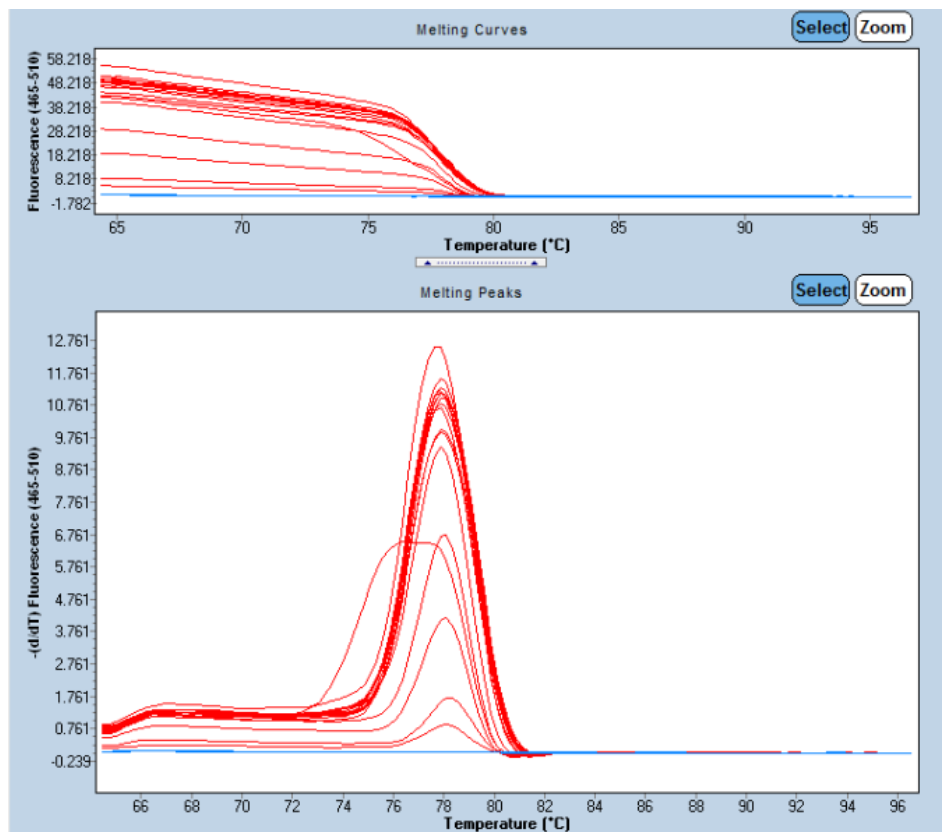 Melting Curves
Select Zoom
Fluorescence (465-510)
58.218
48.218
38.218
28.218
18.218
8.218
-1.782
65 70 75 80 85 90 95
Temperature (°C)
Melting Peaks
Select Zoom
-(d/dT) Fluorescence (465-510)
12.761
11.761
10.761
9.761
8.761
7.761
6.761
5.761
4.761
3.761
2.761
1.761
0.761
-0.239
66 68 70 72 74 76 78 80 82 84 86 88 90 92 94 96
Temperature (°C)